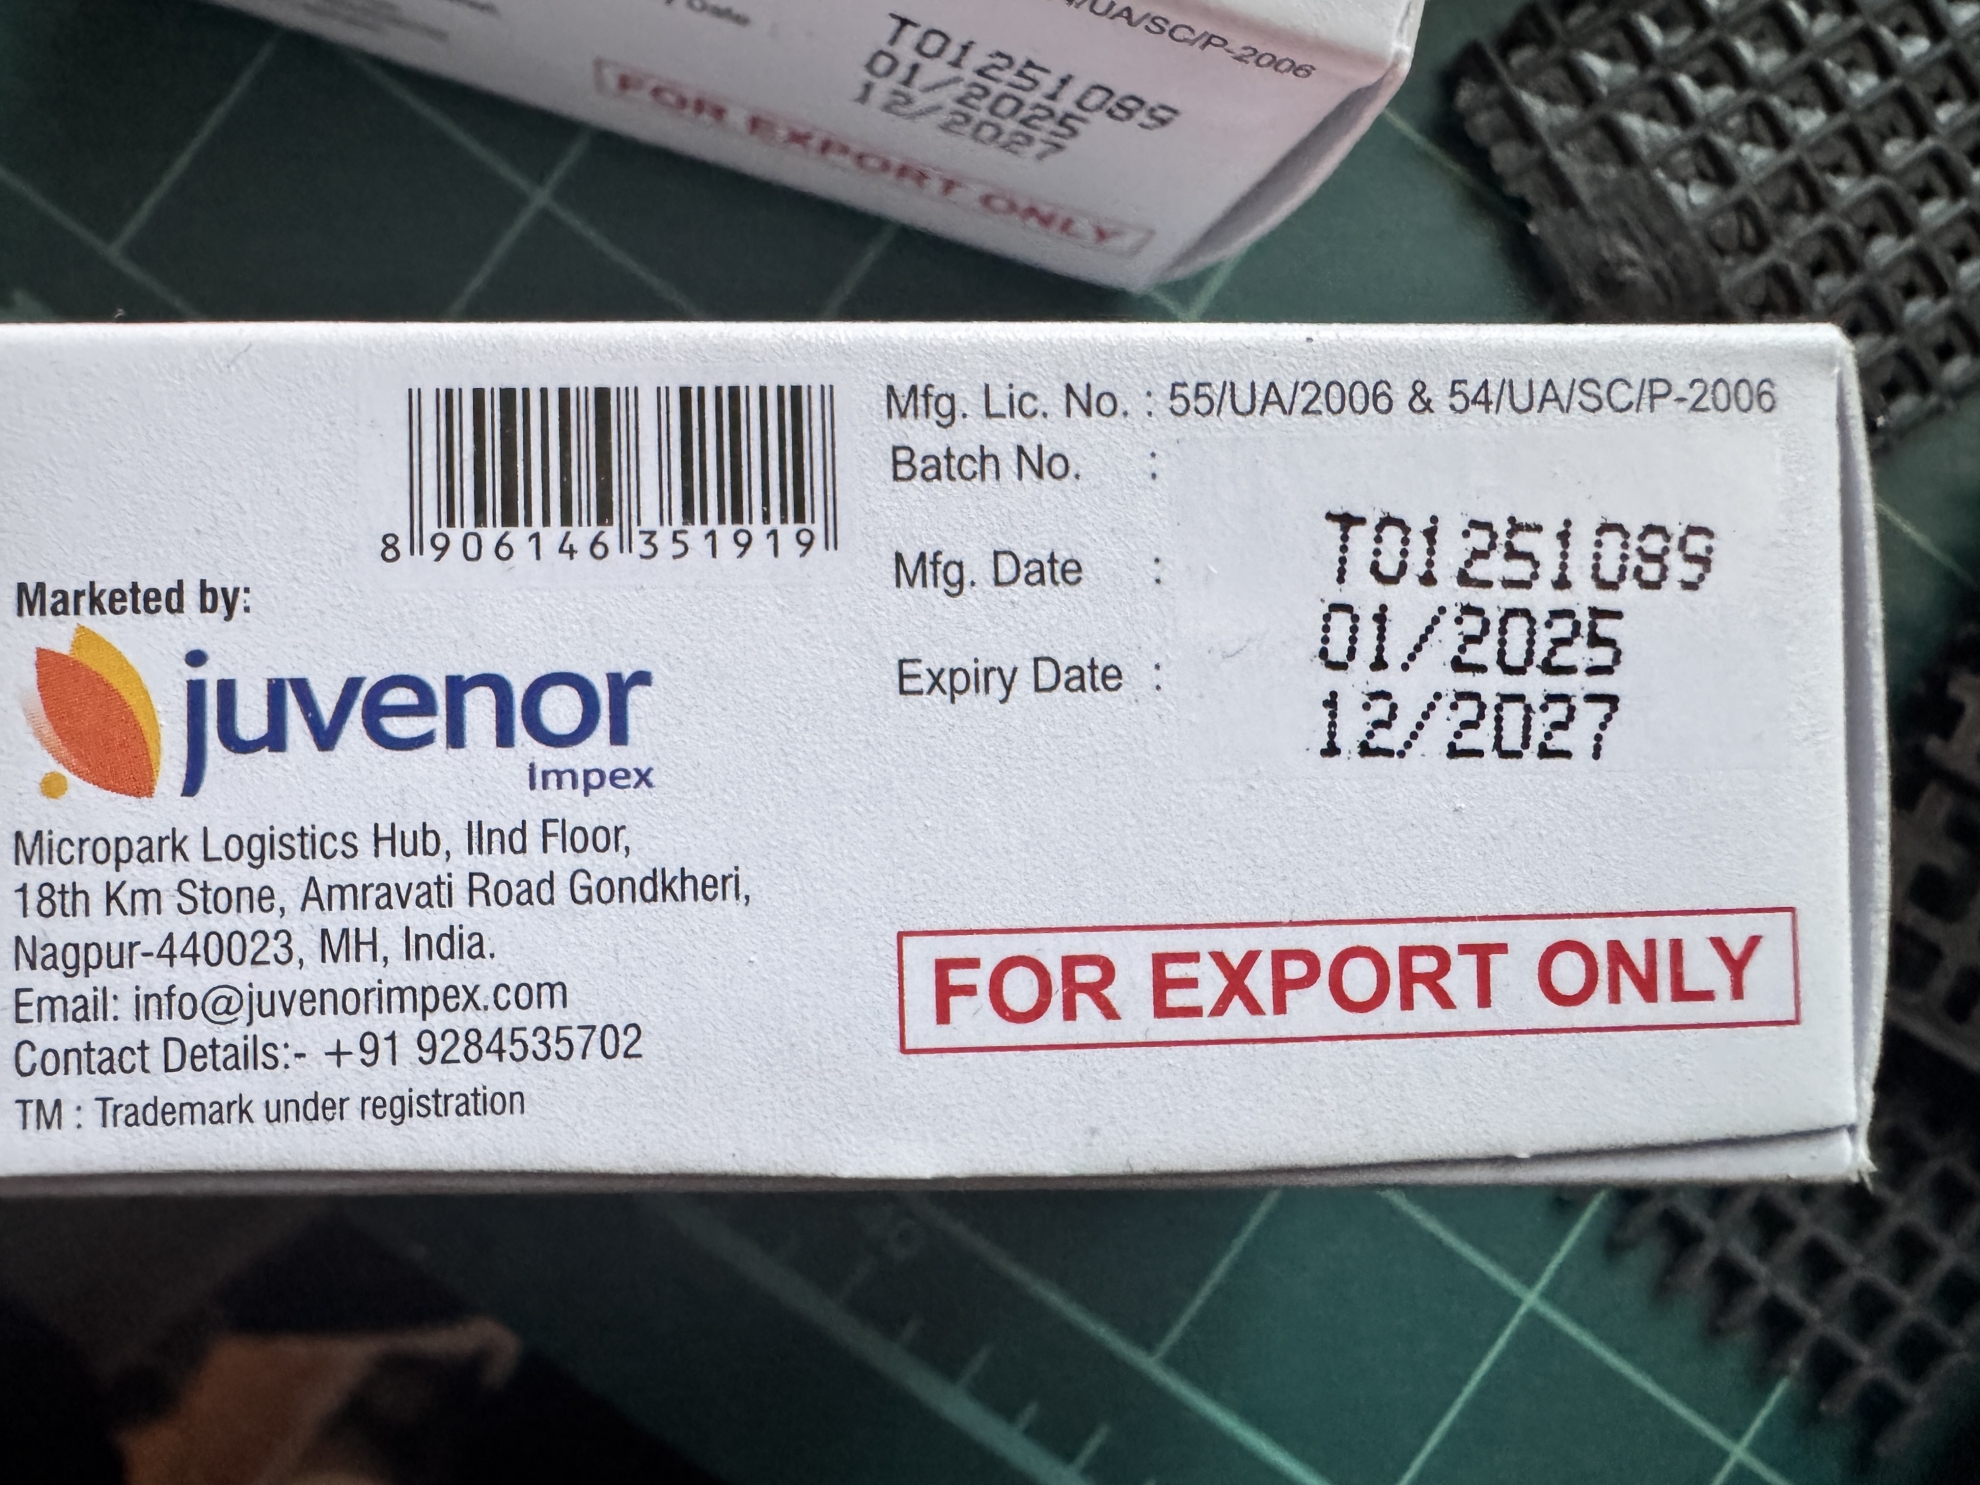 /UA/SC/P-2006
Date
T01251089
01/2025
12/2027
FOR EXPORT ONLY
8 906146 351919
Marketed by:
juvenor
Impex
Micropark Logistics Hub, IInd Floor,
18th Km Stone, Amravati Road Gondkheri,
Nagpur-440023, MH, India.
Email: info@juvenorimpex.com
Contact Details:- +91 9284535702
TM : Trademark under registration
Mfg. Lic. No. : 55/UA/2006 & 54/UA/SC/P-2006
Batch No. :
Mfg. Date :
Expiry Date :
T01251089
01/2025
12/2027
FOR EXPORT ONLY